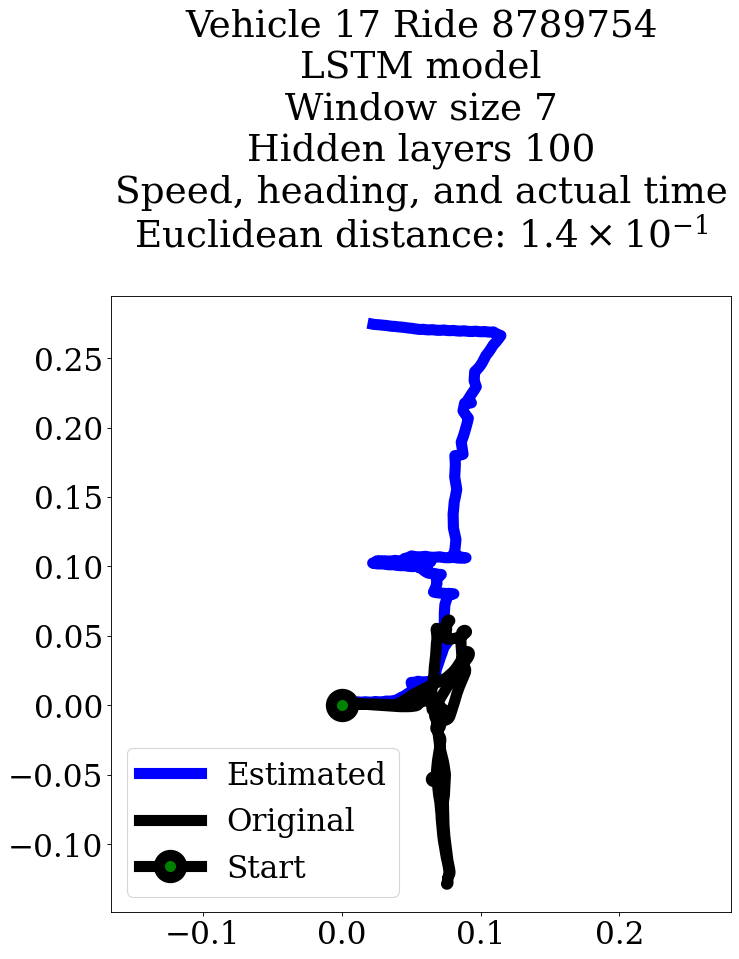 Vehicle 17 Ride 8789754
LSTM model
Window size 7
Hidden layers 100
Speed, heading, and actual time
Euclidean distance: 1.4 × 10⁻¹
0.25
0.20
0.15
0.10
0.05
0.00
−0.05
−0.10
Estimated
Original
Start
−0.1 0.0 0.1 0.2